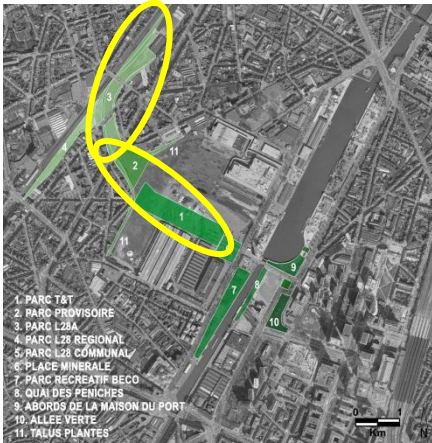 3
4
11
2
1
11
9
7
8
10
1. PARC T&T
2. PARC PROVISOIRE
3. PARC L28A
4. PARC L28 REGIONAL
5. PARC L28 COMMUNAL
6. PLACE MINERALE
7. PARC RECREATIF BECO
8. QUAI DES PENICHES
9. ABORDS DE LA MAISON DU PORT
10. ALLEE VERTE
11. TALUS PLANTES
0 1
Km N